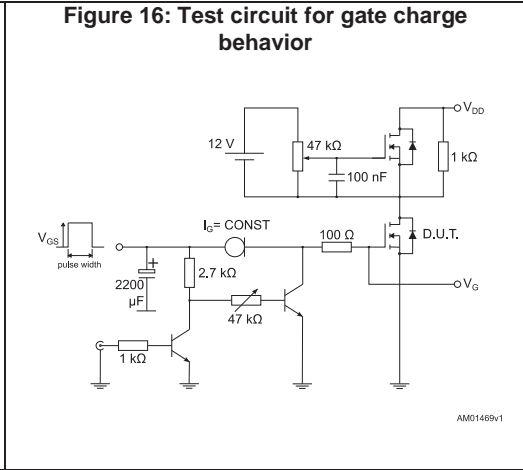 Figure 16: Test circuit for gate charge
behavior
V_DD
12 V
47 kΩ
1 kΩ
100 nF
I_G= CONST
100 Ω
D.U.T.
V_GS
pulse width
+
2200
µF
2.7 kΩ
V_G
47 kΩ
1 kΩ
AM01469v1